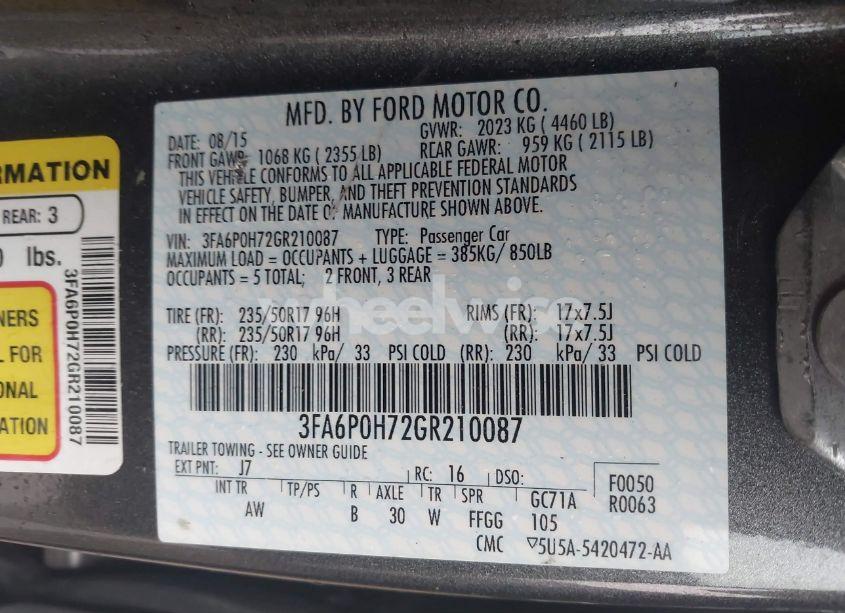 MFD. BY FORD MOTOR CO.
DATE: 08/15 GVWR: 2023 KG ( 4460 LB)
FRONT GAWR: 1068 KG ( 2355 LB) REAR GAWR: 959 KG ( 2115 LB)
THIS VEHICLE CONFORMS TO ALL APPLICABLE FEDERAL MOTOR
VEHICLE SAFETY, BUMPER, AND THEFT PREVENTION STANDARDS
IN EFFECT ON THE DATE OF MANUFACTURE SHOWN ABOVE.
VIN: 3FA6P0H72GR210087 TYPE: Passenger Car
MAXIMUM LOAD = OCCUPANTS + LUGGAGE = 385KG/ 850LB
OCCUPANTS = 5 TOTAL; 2 FRONT, 3 REAR
TIRE (FR): 235/50R17 96H RIMS (FR): 17x7.5J
(RR): 235/50R17 96H (RR): 17x7.5J
PRESSURE (FR): 230 kPa/ 33 PSI COLD (RR): 230 kPa/ 33 PSI COLD
3FA6P0H72GR210087
TRAILER TOWING - SEE OWNER GUIDE
EXT PNT: J7 RC: 16 DSO: F0050
R0063
INT TR TP/PS R AXLE TR SPR GC71A
AW B 30 W FFGG 105
CMC ▽5U5A-5420472-AA
RMATION
REAR: 3
0 lbs.
NERS
L FOR
ONAL
ATION
3FA6P0H72GR210087
wheelwise